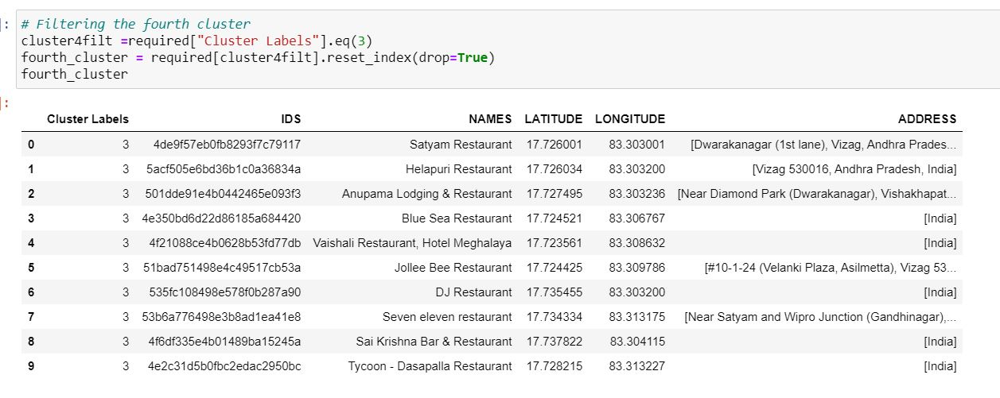 ]: # Filtering the fourth cluster
cluster4filt =required["Cluster Labels"].eq(3)
fourth_cluster = required[cluster4filt].reset_index(drop=True)
fourth_cluster
]:
Cluster Labels IDS NAMES LATITUDE LONGITUDE ADDRESS
0 3 4de9f57eb0fb8293f7c79117 Satyam Restaurant 17.726001 83.303001 [Dwarakanagar (1st lane), Vizag, Andhra Prades...
1 3 5acf505e6bd36b1c0a36834a Helapuri Restaurant 17.726034 83.303200 [Vizag 530016, Andhra Pradesh, India]
2 3 501dde91e4b0442465e093f3 Anupama Lodging & Restaurant 17.727495 83.303236 [Near Diamond Park (Dwarakanagar), Vishakhapat...
3 3 4e350bd6d22d86185a684420 Blue Sea Restaurant 17.724521 83.306767 [India]
4 3 4f21088ce4b0628b53fd77db Vaishali Restaurant, Hotel Meghalaya 17.723561 83.308632 [India]
5 3 51bad751498e4c49517cb53a Jollee Bee Restaurant 17.724425 83.309786 [#10-1-24 (Velanki Plaza, Asilmetta), Vizag 53...
6 3 535fc108498e578f0b287a90 DJ Restaurant 17.735455 83.303200 [India]
7 3 53b6a776498e3b8ad1ea41e8 Seven eleven restaurant 17.734334 83.313175 [Near Satyam and Wipro Junction (Gandhinagar),...
8 3 4f6df335e4b01489ba15245a Sai Krishna Bar & Restaurant 17.737822 83.304115 [India]
9 3 4e2c31d5b0fbc2edac2950bc Tycoon - Dasapalla Restaurant 17.728215 83.313227 [India]